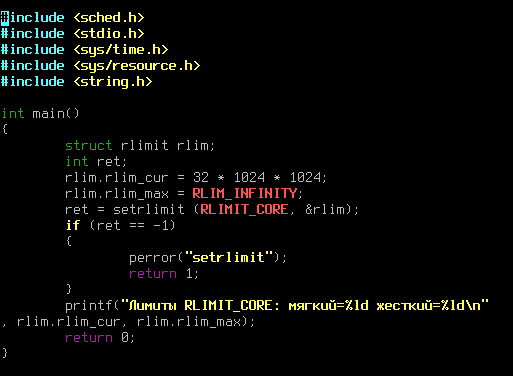 #include <sched.h>
#include <stdio.h>
#include <sys/time.h>
#include <sys/resource.h>
#include <string.h>

int main()
{
        struct rlimit rlim;
        int ret;
        rlim.rlim_cur = 32 * 1024 * 1024;
        rlim.rlim_max = RLIM_INFINITY;
        ret = setrlimit (RLIMIT_CORE, &rlim);
        if (ret == -1)
        {
                perror("setrlimit");
                return 1;
        }
        printf("Лимиты RLIMIT_CORE: мягкий=%ld жесткий=%ld\n"
, rlim.rlim_cur, rlim.rlim_max);
        return 0;
}